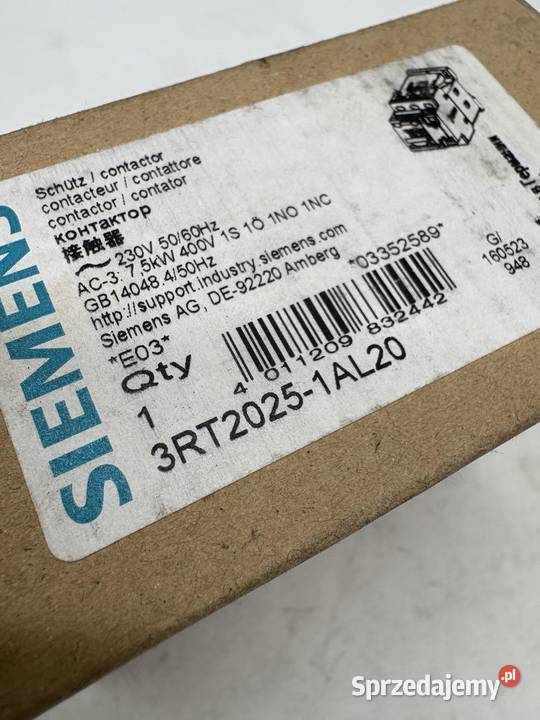 SIEMENS
Schütz / contactor
contacteur / contattore
contactor / contator
контактор
接触器
~ 230V 50/60Hz
AC-3: 7,5kW 400V 1S 1Ö 1NO 1NC
GB14048.4/50Hz
http://support.industry.siemens.com
Siemens AG, DE-92220 Amberg
*E03*
*03352589*
G/
160523
948
Qty
1
4 011209 832442
3RT2025-1AL20
в Германии
Sprzedajemy.pl